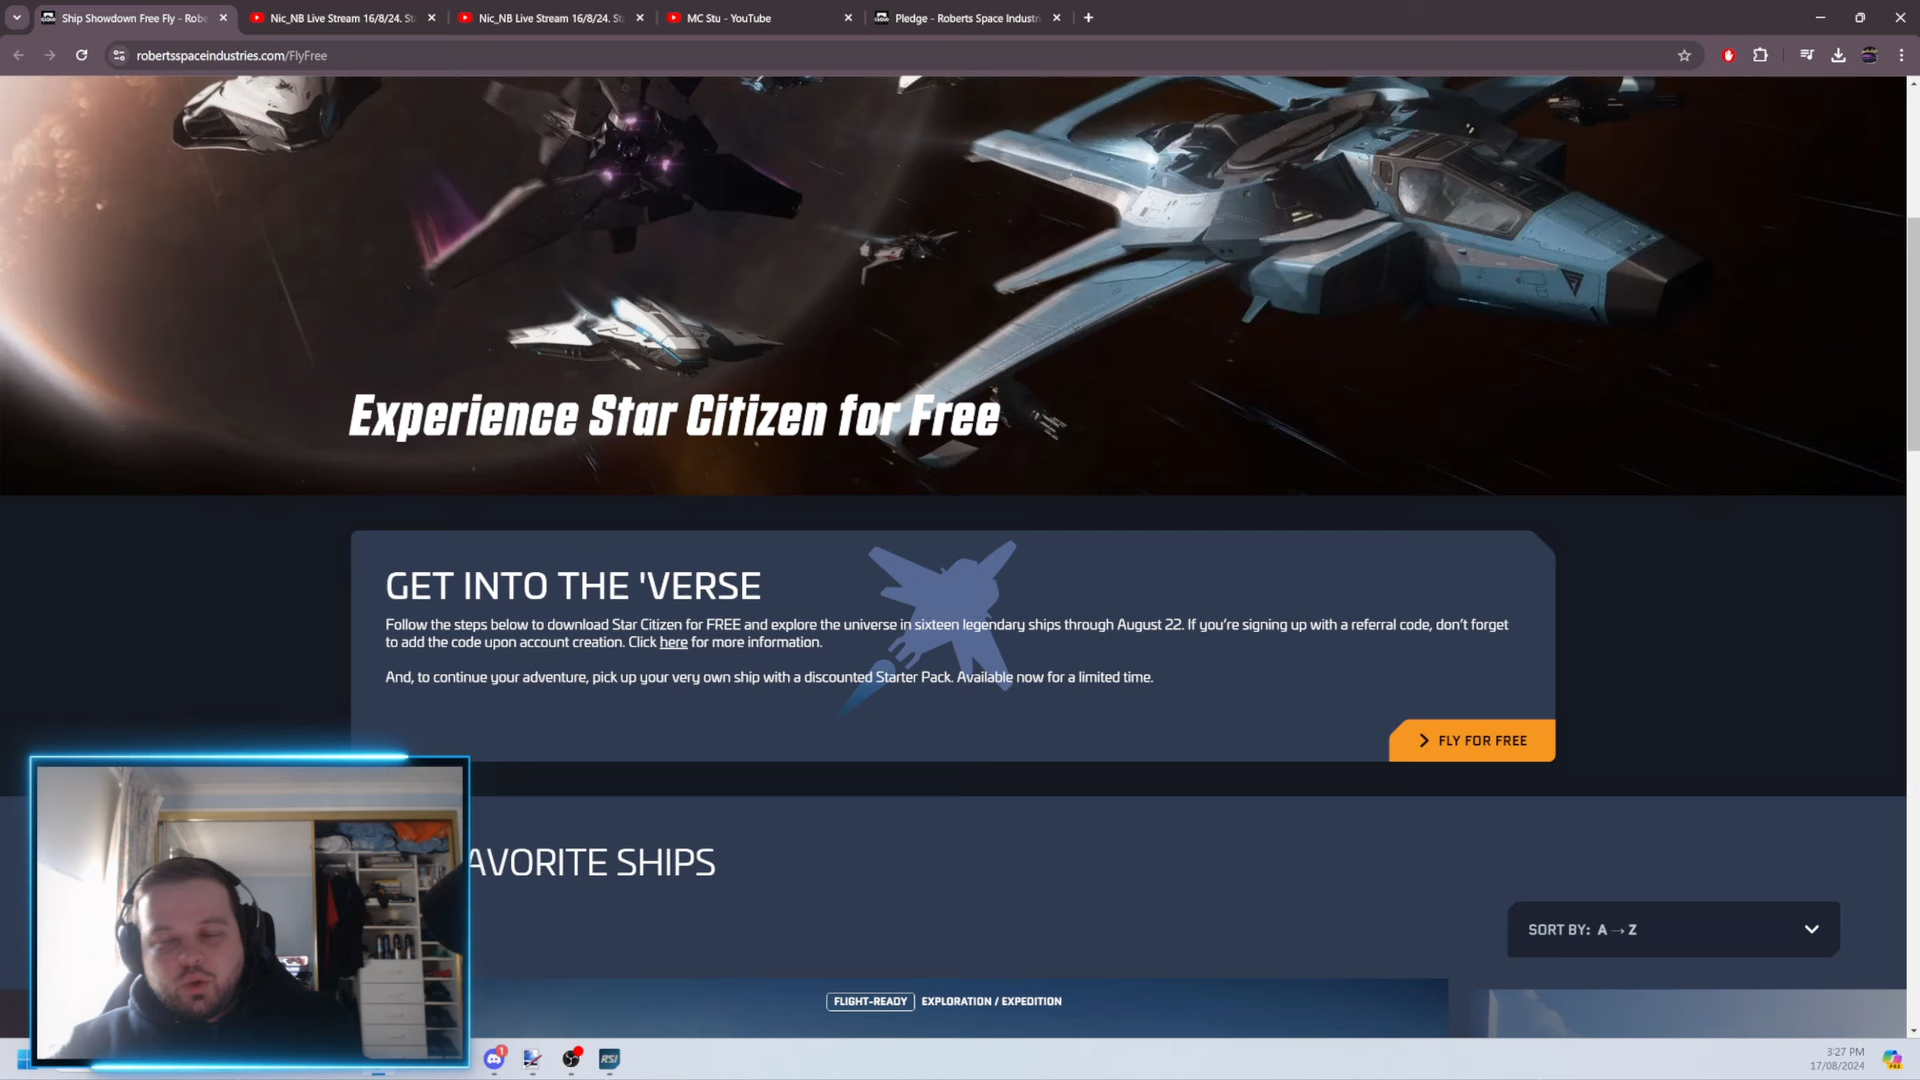 Ship Showdown Free Fly - Robe
Nic_NB Live Stream 16/8/24. St
Nic_NB Live Stream 16/8/24. St
MC Stu - YouTube
Pledge - Roberts Space Industri
robertsspaceindustries.com/FlyFree
Experience Star Citizen for Free
GET INTO THE 'VERSE
Follow the steps below to download Star Citizen for FREE and explore the universe in sixteen legendary ships through August 22. If you're signing up with a referral code, don't forget
to add the code upon account creation. Click here for more information.
And, to continue your adventure, pick up your very own ship with a discounted Starter Pack. Available now for a limited time.
FLY FOR FREE
AVORITE SHIPS
SORT BY: A → Z
FLIGHT-READY EXPLORATION / EXPEDITION
1
RSI
3:27 PM
17/08/2024
PRE